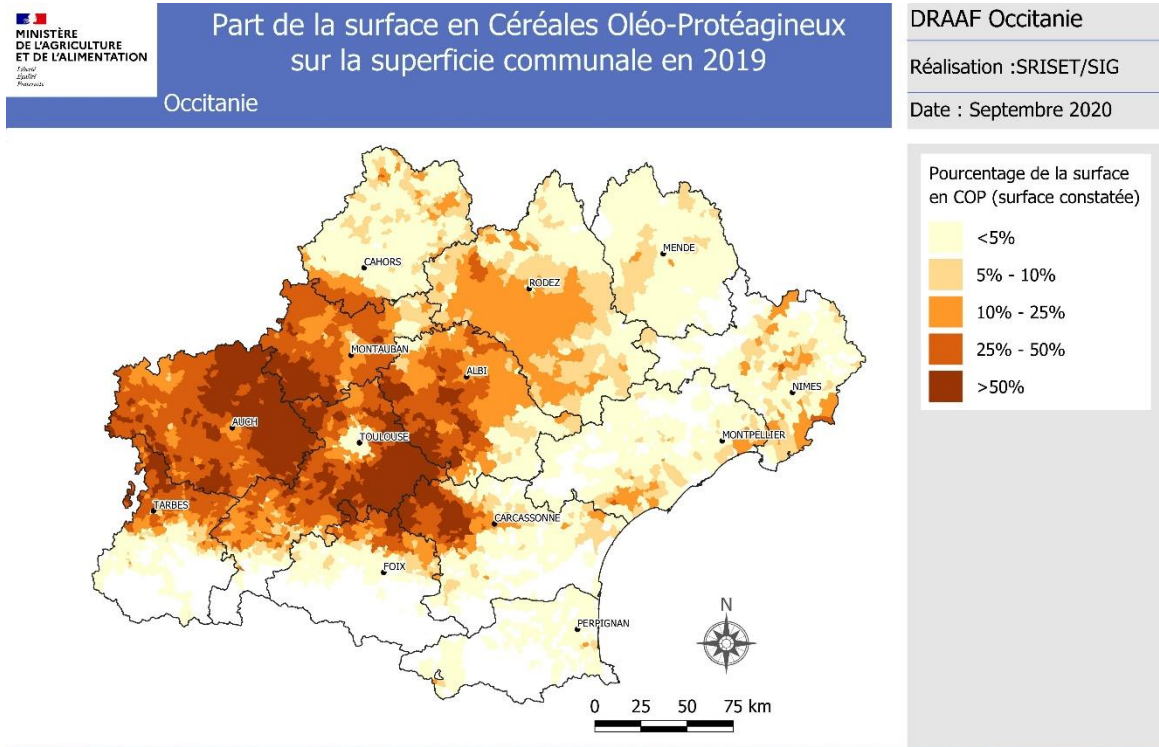 MINISTÈRE
DE L'AGRICULTURE
ET DE L'ALIMENTATION
Liberté
Égalité
Fraternité
Part de la surface en Céréales Oléo-Protéagineux
sur la superficie communale en 2019
Occitanie
DRAAF Occitanie
Réalisation :SRISET/SIG
Date : Septembre 2020
Pourcentage de la surface
en COP (surface constatée)
<5%
5% - 10%
10% - 25%
25% - 50%
>50%
CAHORS
MENDE
RODEZ
MONTAUBAN
ALBI
NIMES
AUCH
TOULOUSE
MONTPELLIER
TARBES
CARCASSONNE
FOIX
PERPIGNAN
N
0 25 50 75 km